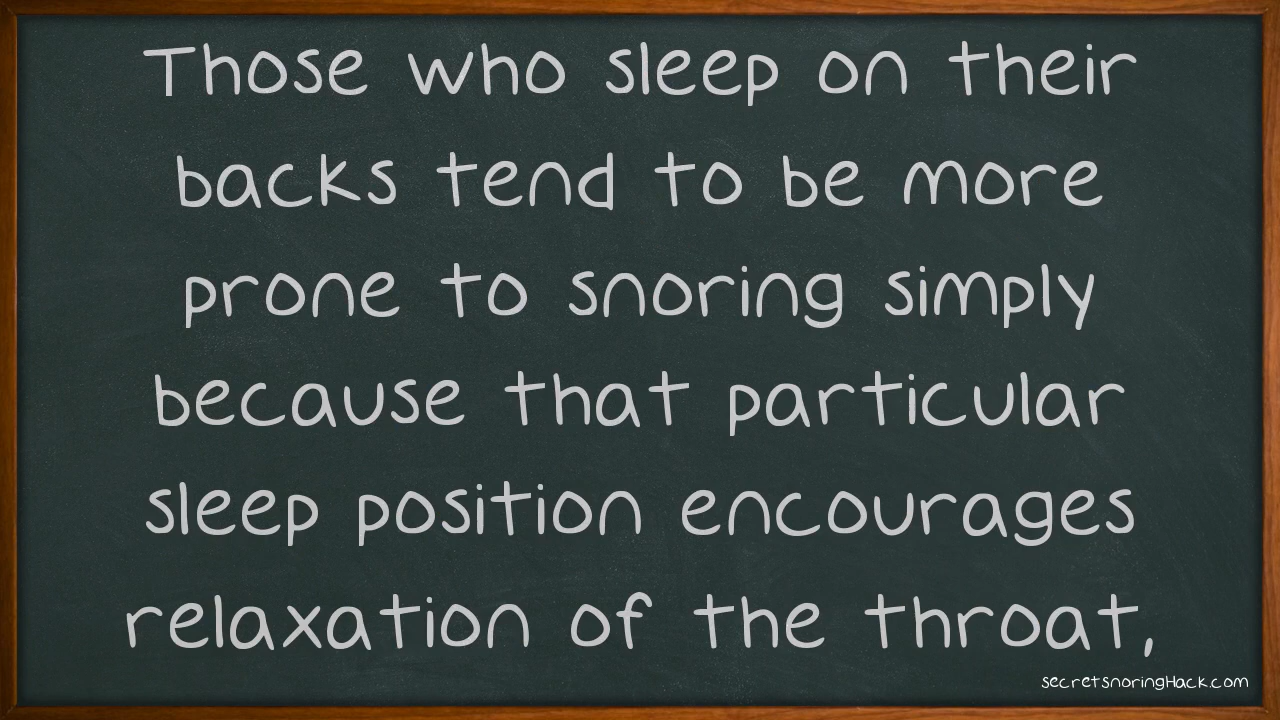 Those who sleep on their
backs tend to be more
prone to snoring simply
because that particular
sleep position encourages
relaxation of the throat,
secretsnoringHack.com